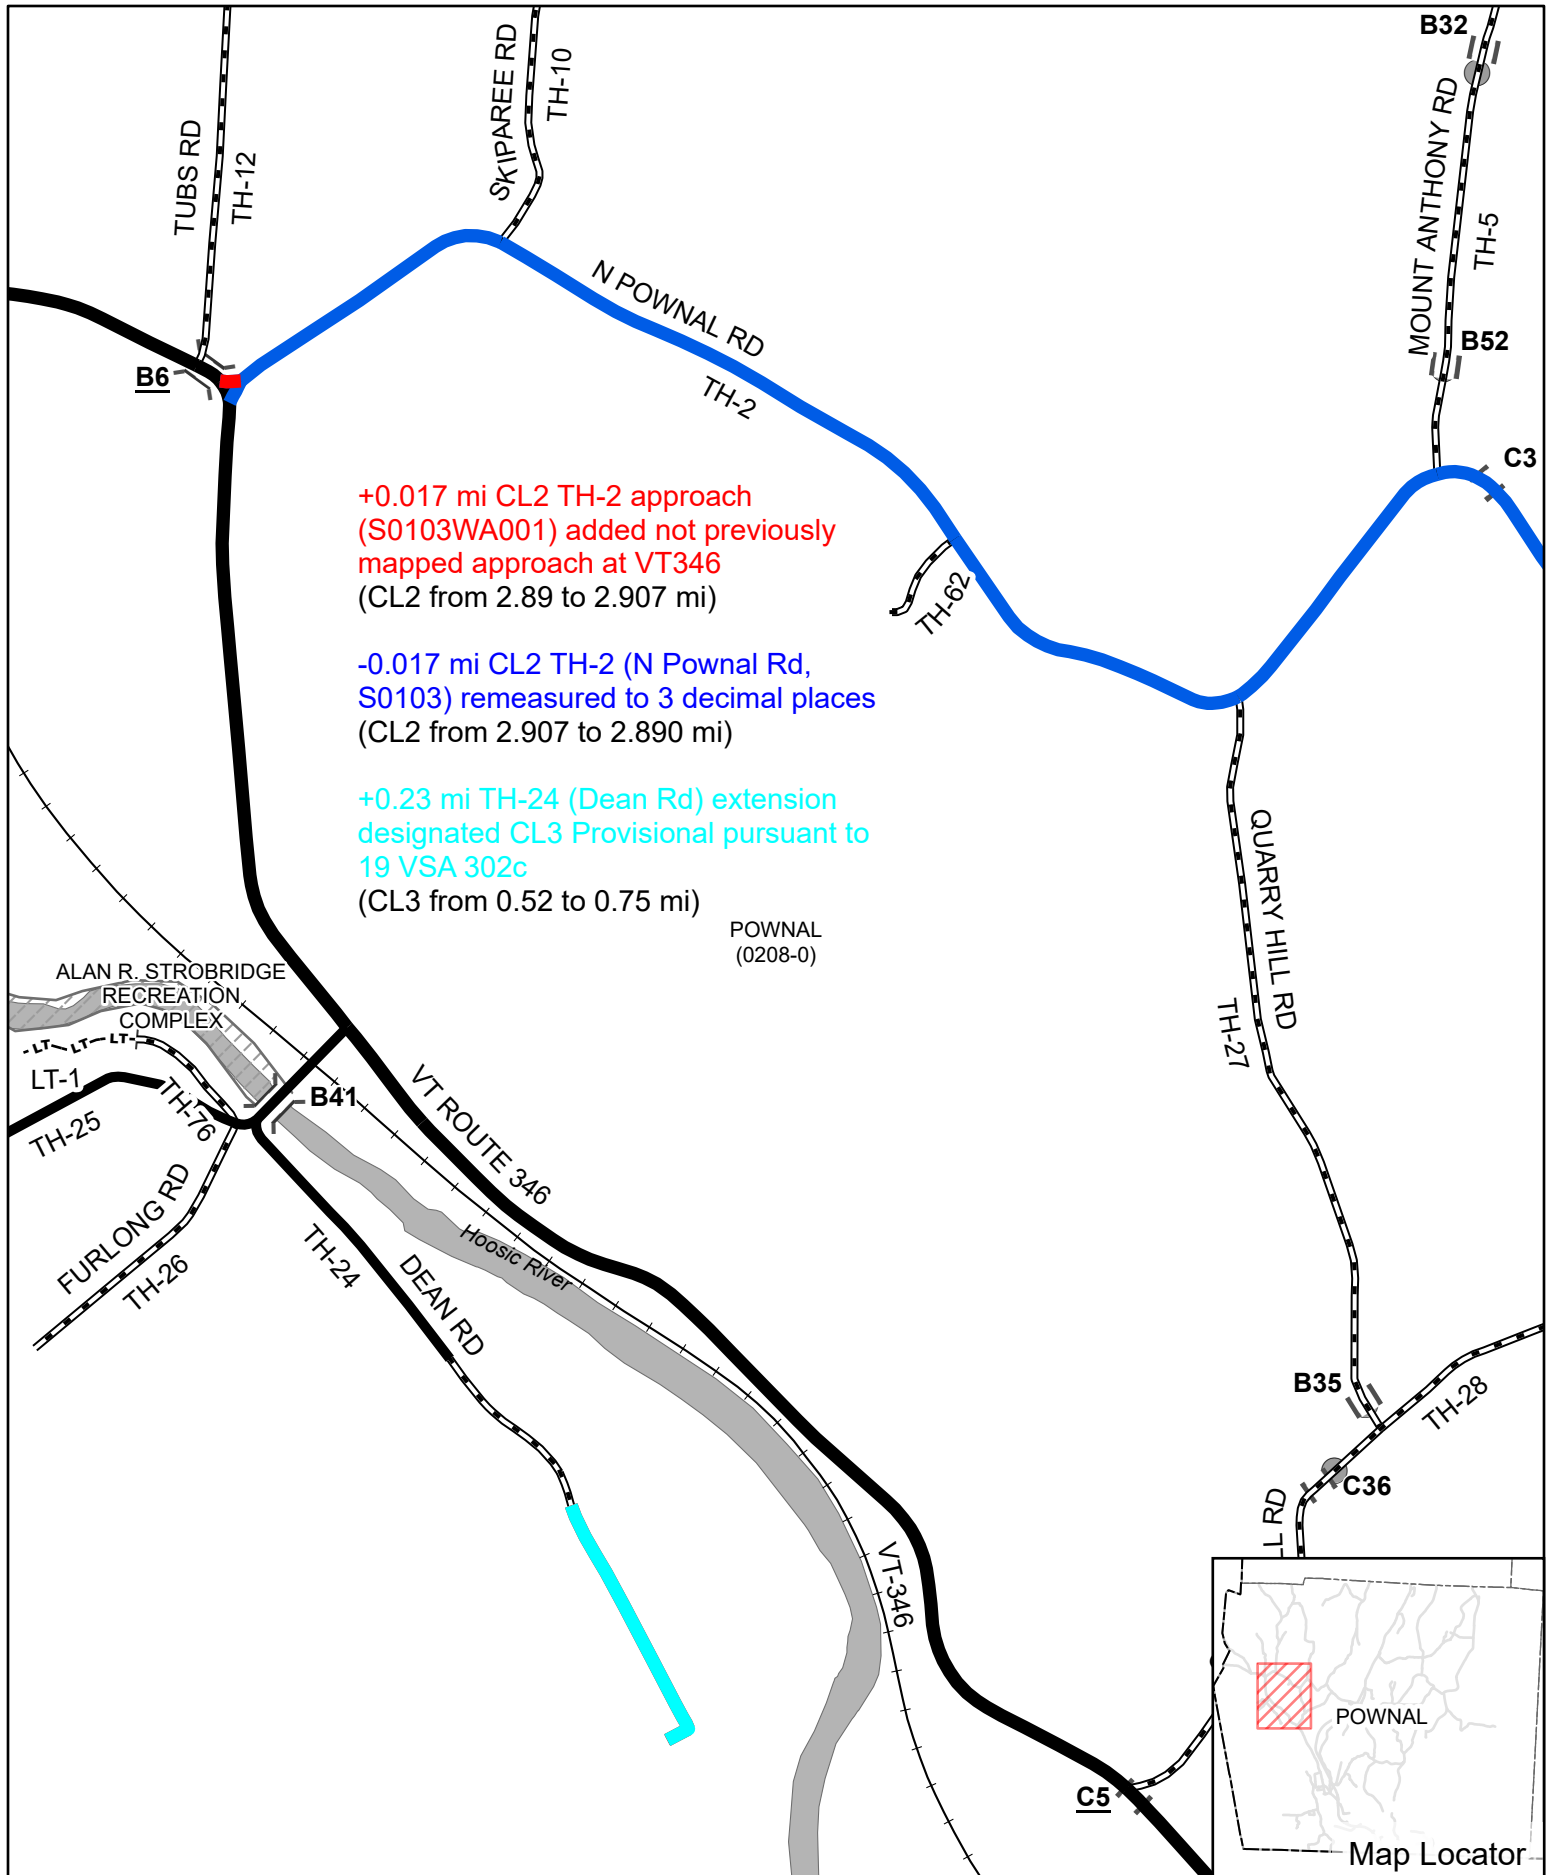 B32
TUBS RD
TH-12
SKIPAREE RD
TH-10
MOUNT ANTHONY RD
TH-5
B52
B6
N POWNAL RD
TH-2
C3
+0.017 mi CL2 TH-2 approach
(S0103WA001) added not previously
mapped approach at VT346
(CL2 from 2.89 to 2.907 mi)
-0.017 mi CL2 TH-2 (N Pownal Rd,
S0103) remeasured to 3 decimal places
(CL2 from 2.907 to 2.890 mi)
+0.23 mi TH-24 (Dean Rd) extension
designated CL3 Provisional pursuant to
19 VSA 302c
(CL3 from 0.52 to 0.75 mi)
TH-62
POWNAL
(0208-0)
QUARRY HILL RD
TH-27
ALAN R. STROBRIDGE
RECREATION
COMPLEX
LT LT LT
LT-1
TH-25
TH-76
B41
VT ROUTE 346
FURLONG RD
TH-26
TH-24
DEAN RD
Hoosic River
B35
TH-28
C36
LL RD
VT-346
C5
POWNAL
Map Locator